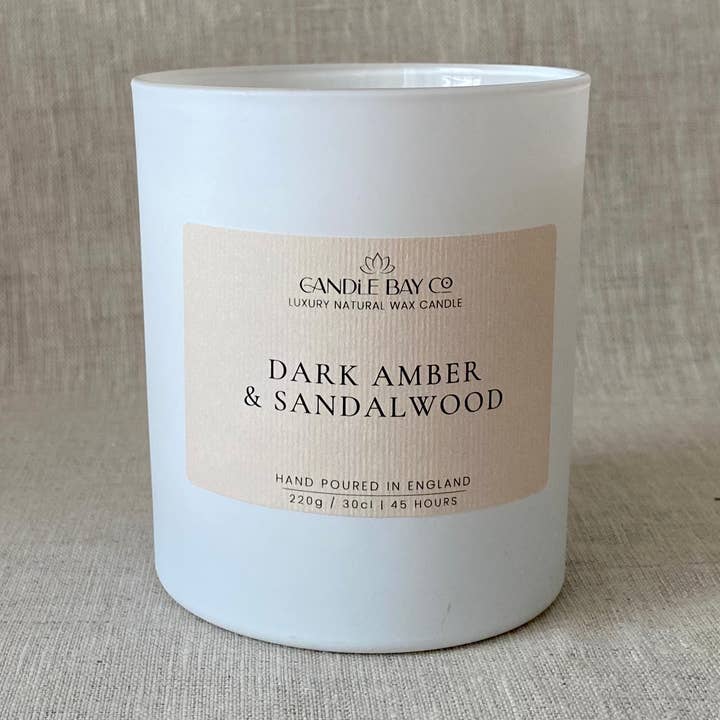 CANDLE BAY CO
LUXURY NATURAL WAX CANDLE
DARK AMBER
& SANDALWOOD
HAND POURED IN ENGLAND
220g / 30cl | 45 HOURS